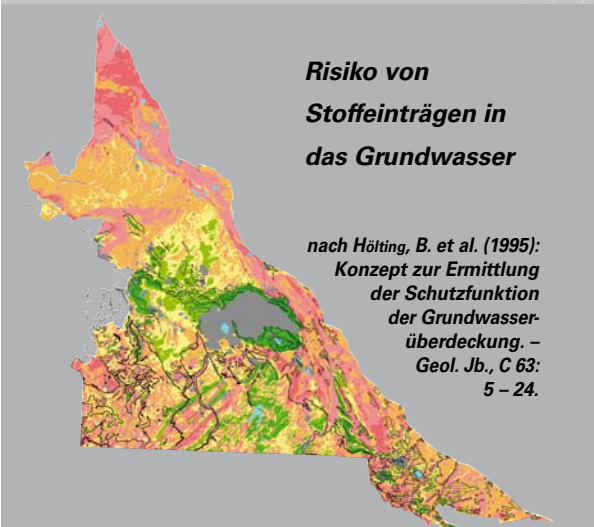 Risiko von
Stoffeinträgen in
das Grundwasser
nach Hölting, B. et al. (1995):
Konzept zur Ermittlung
der Schutzfunktion
der Grundwasser-
überdeckung. –
Geol. Jb., C 63:
5 – 24.